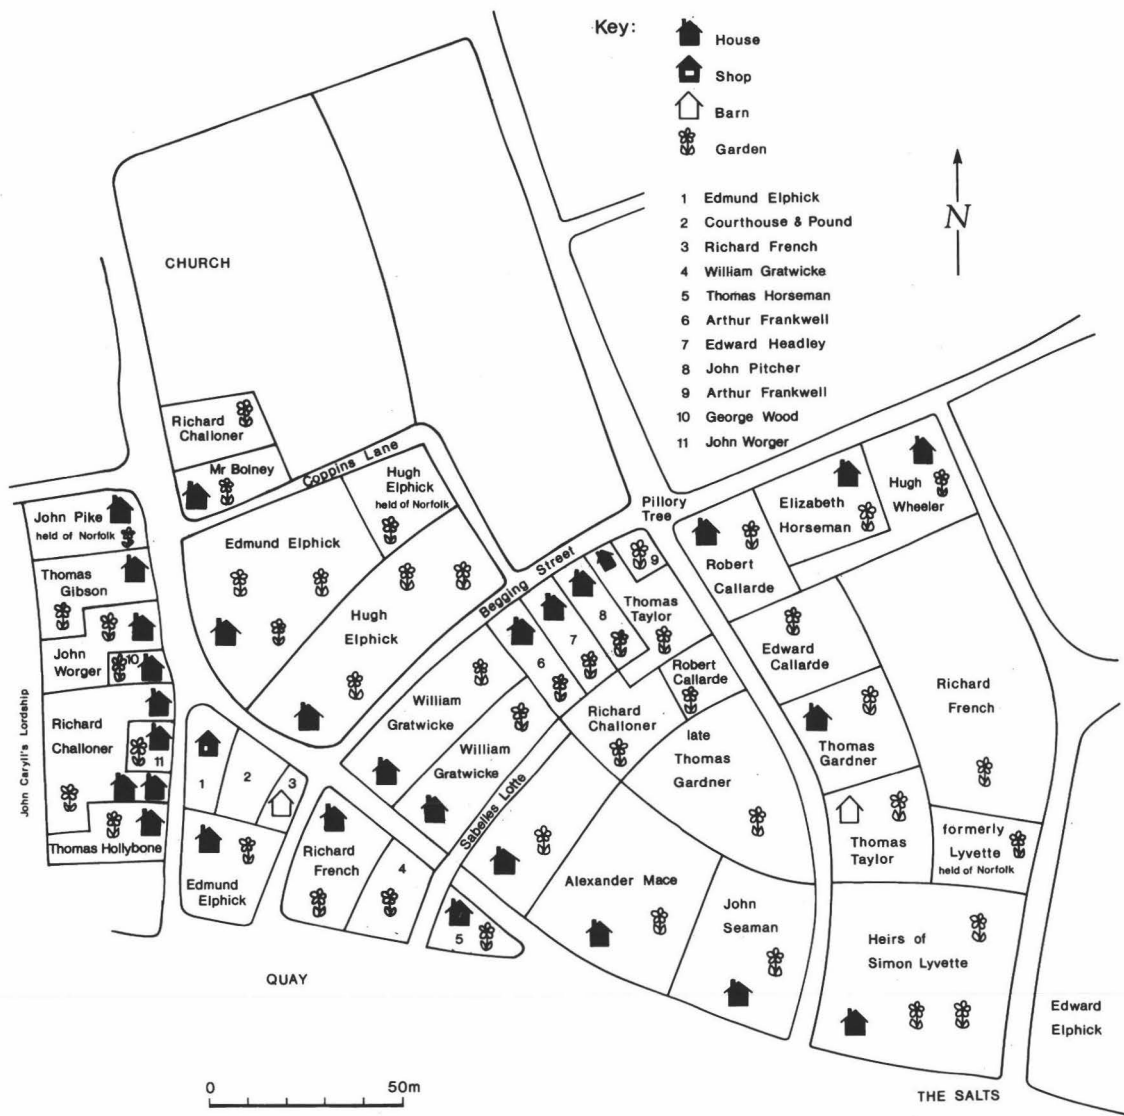 Key:
House
Shop
Barn
Garden
1 Edmund Elphick
2 Courthouse & Pound
3 Richard French
4 William Gratwicke
5 Thomas Horseman
6 Arthur Frankwell
7 Edward Headley
8 John Pitcher
9 Arthur Frankwell
10 George Wood
11 John Worger
N
CHURCH
Richard
Challoner
Mr Bolney
Coppins Lane
Hugh
Elphick
held of Norfolk
Edmund Elphick
Hugh
Elphick
John Pike
held of Norfolk
Thomas
Gibson
John
Worger
10
Richard
Challoner
11
Thomas Hollybone
John Caryll's Lordship
Begging Street
Pillory
Tree
Elizabeth
Horseman
Hugh
Wheeler
Robert
Callarde
9
Thomas
Taylor
8
7
6
William
Gratwicke
William
Gratwicke
Robert
Callarde
Richard
Challoner
late
Thomas
Gardner
Edward
Callarde
Richard
French
Thomas
Gardner
Thomas
Taylor
formerly
Lyvette
held of Norfolk
1
2
3
Edmund
Elphick
Richard
French
4
Sabelles Lotte
5
Alexander Mace
John
Seaman
Heirs of
Simon Lyvette
Edward
Elphick
QUAY
THE SALTS
0 50m